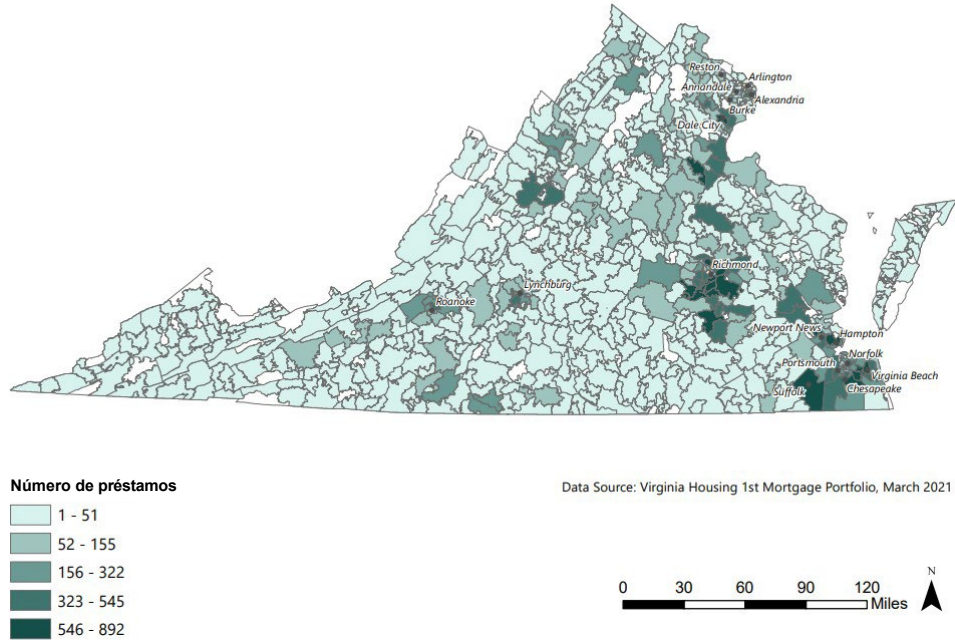 Reston
Arlington
Annandale
Alexandria
Burke
Dale City
Richmond
Lynchburg
Roanoke
Newport News
Hampton
Norfolk
Portsmouth
Virginia Beach
Suffolk
Chesapeake
Número de préstamos
Data Source: Virginia Housing 1st Mortgage Portfolio, March 2021
1 - 51
52 - 155
156 - 322
323 - 545
546 - 892
N
0 30 60 90 120
Miles